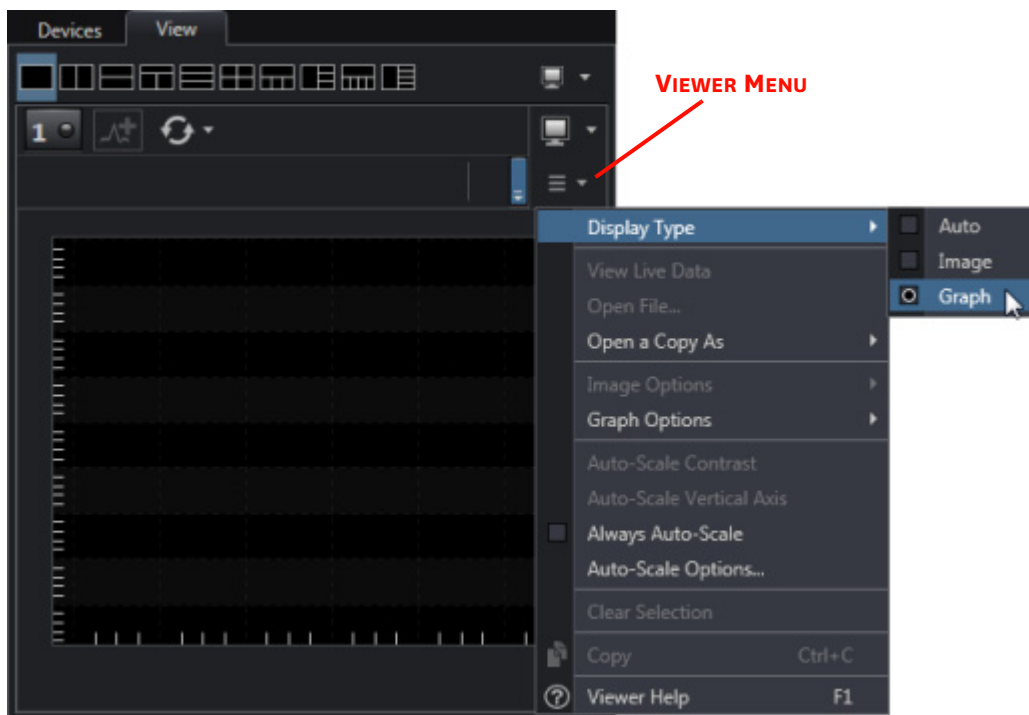 Devices View
VIEWER MENU
1
Display Type
Auto
View Live Data
Image
Open File...
Graph
Open a Copy As
Image Options
Graph Options
Auto-Scale Contrast
Auto-Scale Vertical Axis
Always Auto-Scale
Auto-Scale Options...
Clear Selection
Copy Ctrl+C
Viewer Help F1